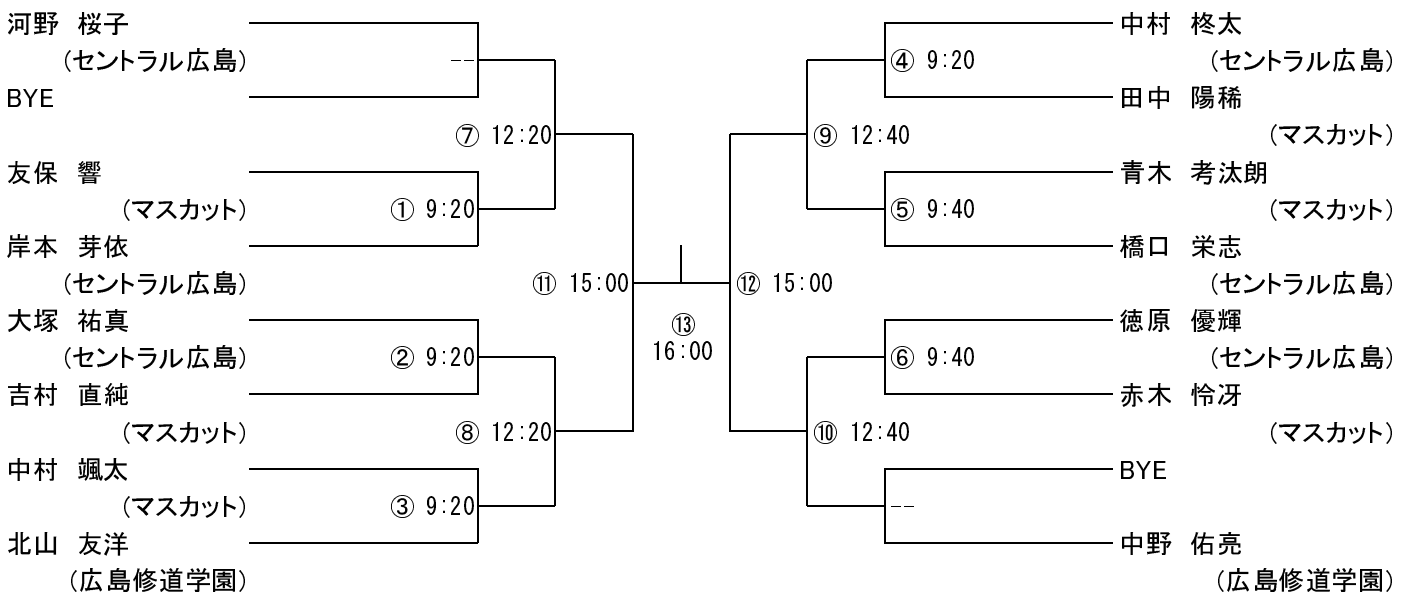 河野 桜子
(セントラル広島)
--
BYE
⑦ 12:20
友保 響
(マスカット)
① 9:20
岸本 芽依
(セントラル広島)
⑪ 15:00
大塚 祐真
(セントラル広島)
② 9:20
吉村 直純
(マスカット)
⑧ 12:20
中村 颯太
(マスカット)
③ 9:20
北山 友洋
(広島修道学園)
⑬
16:00
中村 柊太
④ 9:20
(セントラル広島)
田中 陽稀
⑨ 12:40
(マスカット)
青木 考汰朗
⑤ 9:40
(マスカット)
橋口 栄志
⑫ 15:00
(セントラル広島)
徳原 優輝
⑥ 9:40
(セントラル広島)
赤木 怜冴
⑩ 12:40
(マスカット)
BYE
--
中野 佑亮
(広島修道学園)